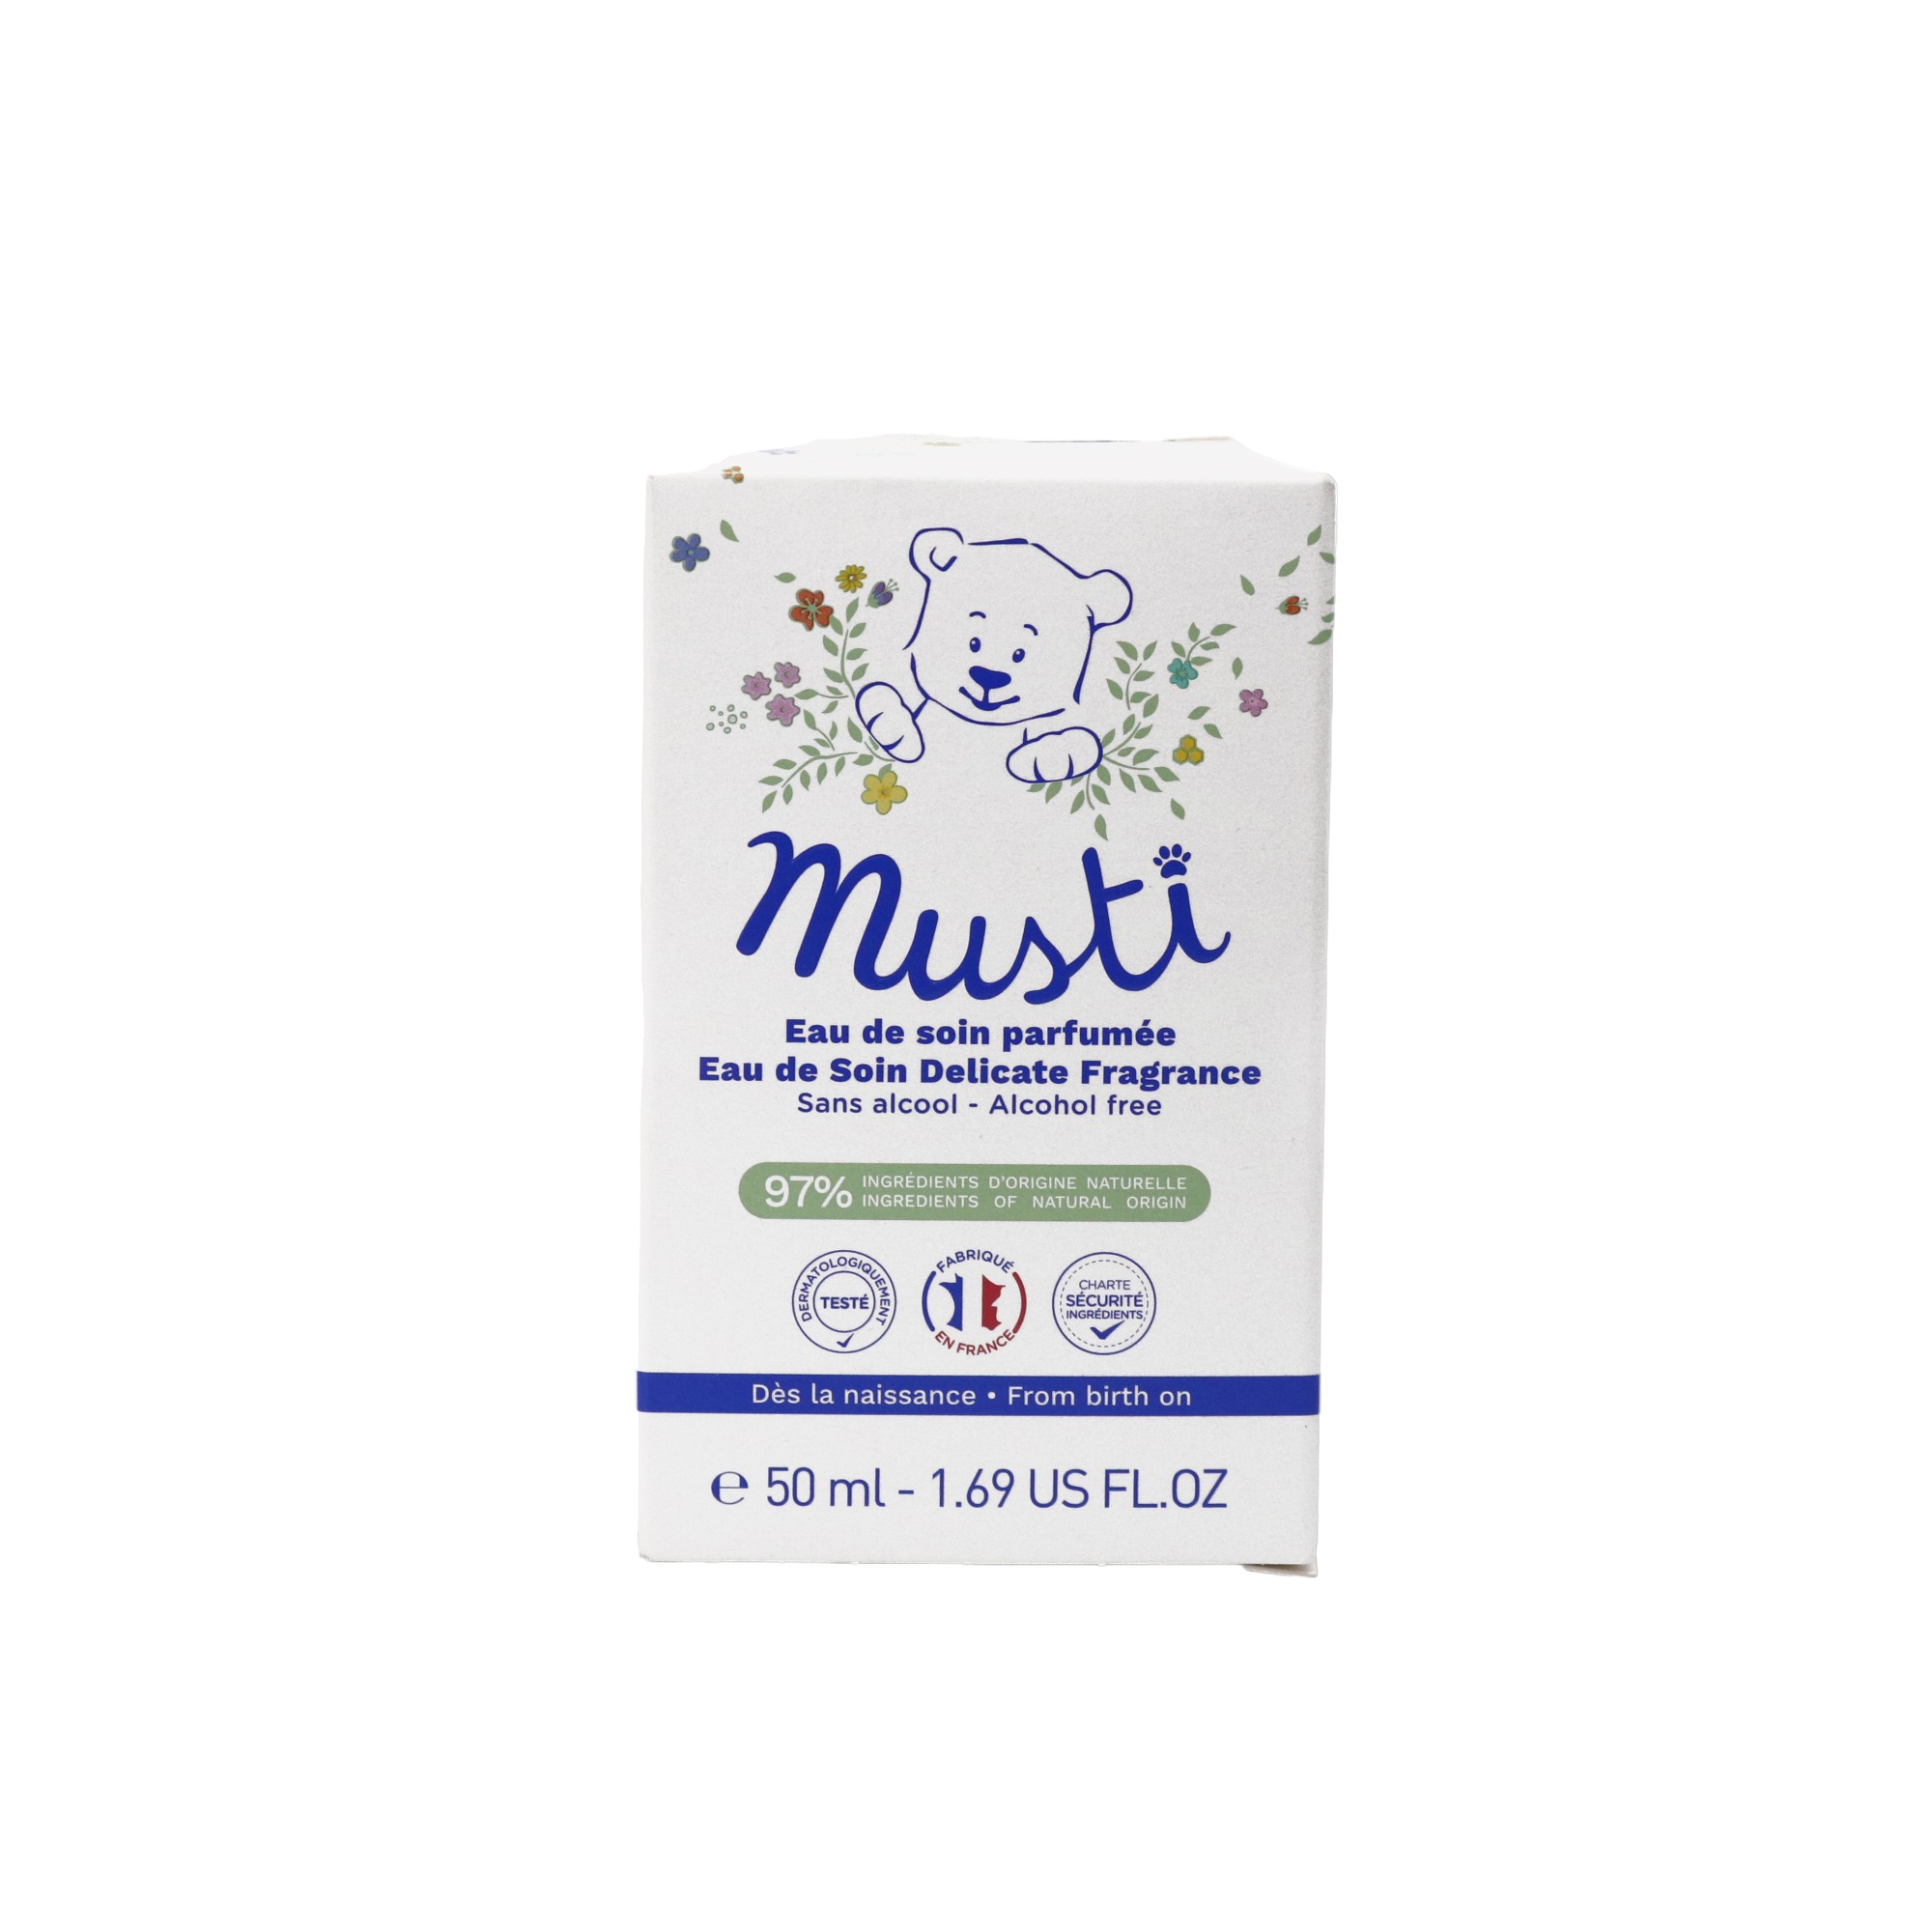 musti
Eau de soin parfumée
Eau de Soin Delicate Fragrance
Sans alcool - Alcohol free
97% INGRÉDIENTS D'ORIGINE NATURELLE
INGREDIENTS OF NATURAL ORIGIN
DERMATOLOGIQUEMENT
TESTÉ
FABRIQUÉ
EN FRANCE
CHARTE
SÉCURITÉ
INGRÉDIENTS
Dès la naissance • From birth on
℮ 50 ml - 1.69 US FL.OZ